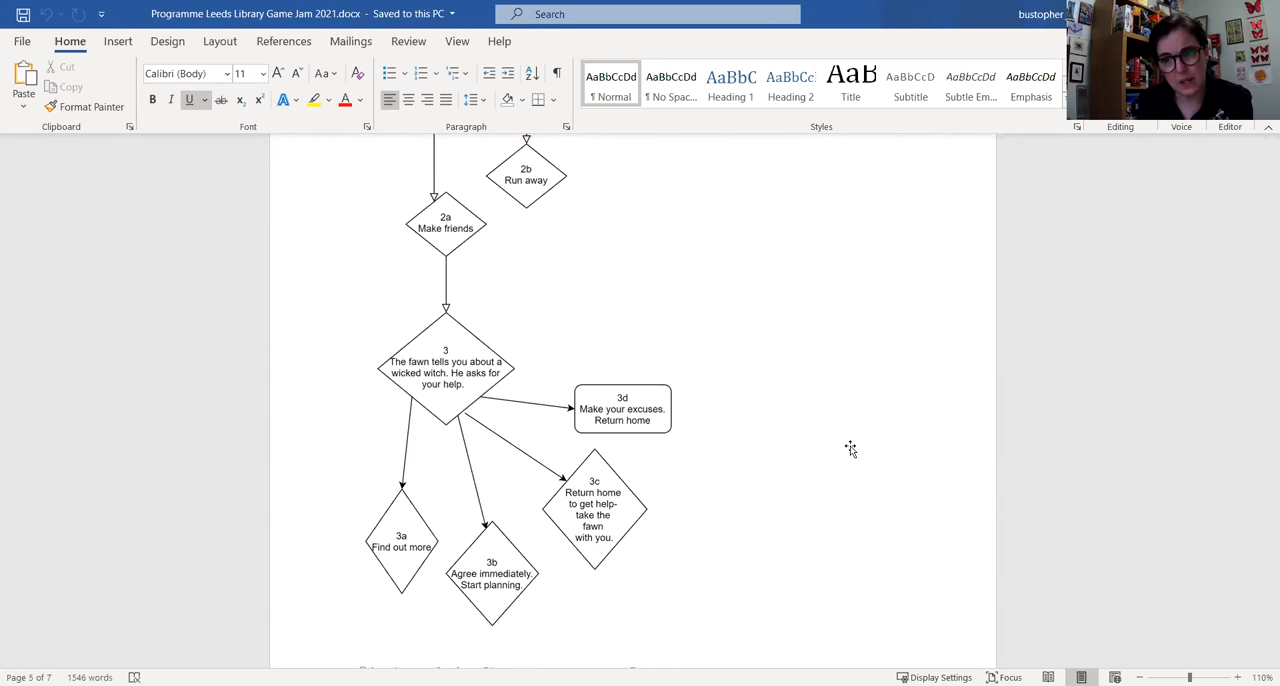 Programme Leeds Library Game Jam 2021.docx - Saved to this PC
Search
bustopher
File Home Insert Design Layout References Mailings Review View Help
Paste
Cut
Copy
Format Painter
Clipboard
Calibri (Body) 11
Font
Paragraph
AaBbCcDd
¶ Normal
AaBbCcDd
¶ No Spac...
AaBbC
Heading 1
AaBbCc
Heading 2
AaB
Title
AaBbCcD
Subtitle
AaBbCcDd
Subtle Em...
AaBbCcDd
Emphasis
Styles
Editing
Voice
Editor
2b
Run away
2a
Make friends
3
The fawn tells you about a
wicked witch. He asks for
your help.
3d
Make your excuses.
Return home
3c
Return home
to get help-
take the
fawn
with you.
3a
Find out more
3b
Agree immediately.
Start planning.
Page 5 of 7 1546 words
Display Settings Focus 110%